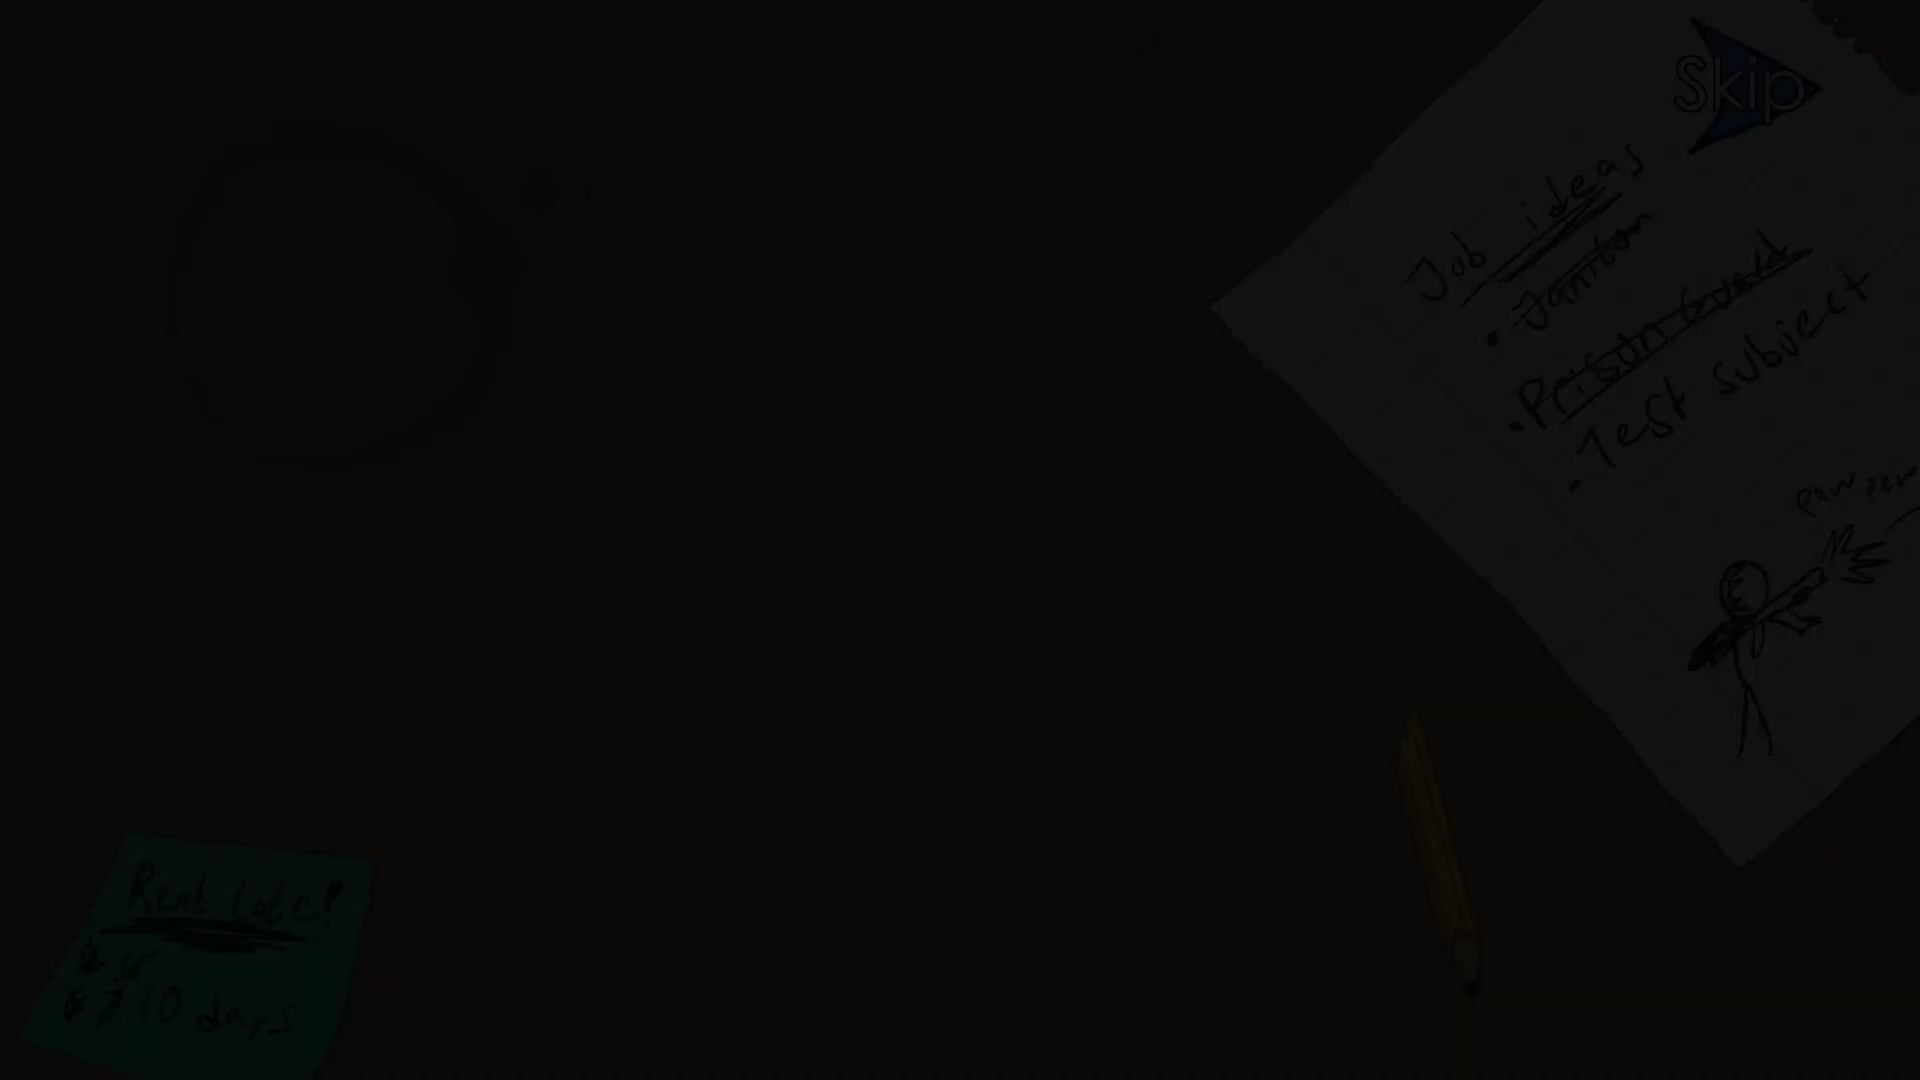 Skip
Job ideas
• Janitor
• Prison Guard
• Test subject
pew pew
Rent late!
10 days